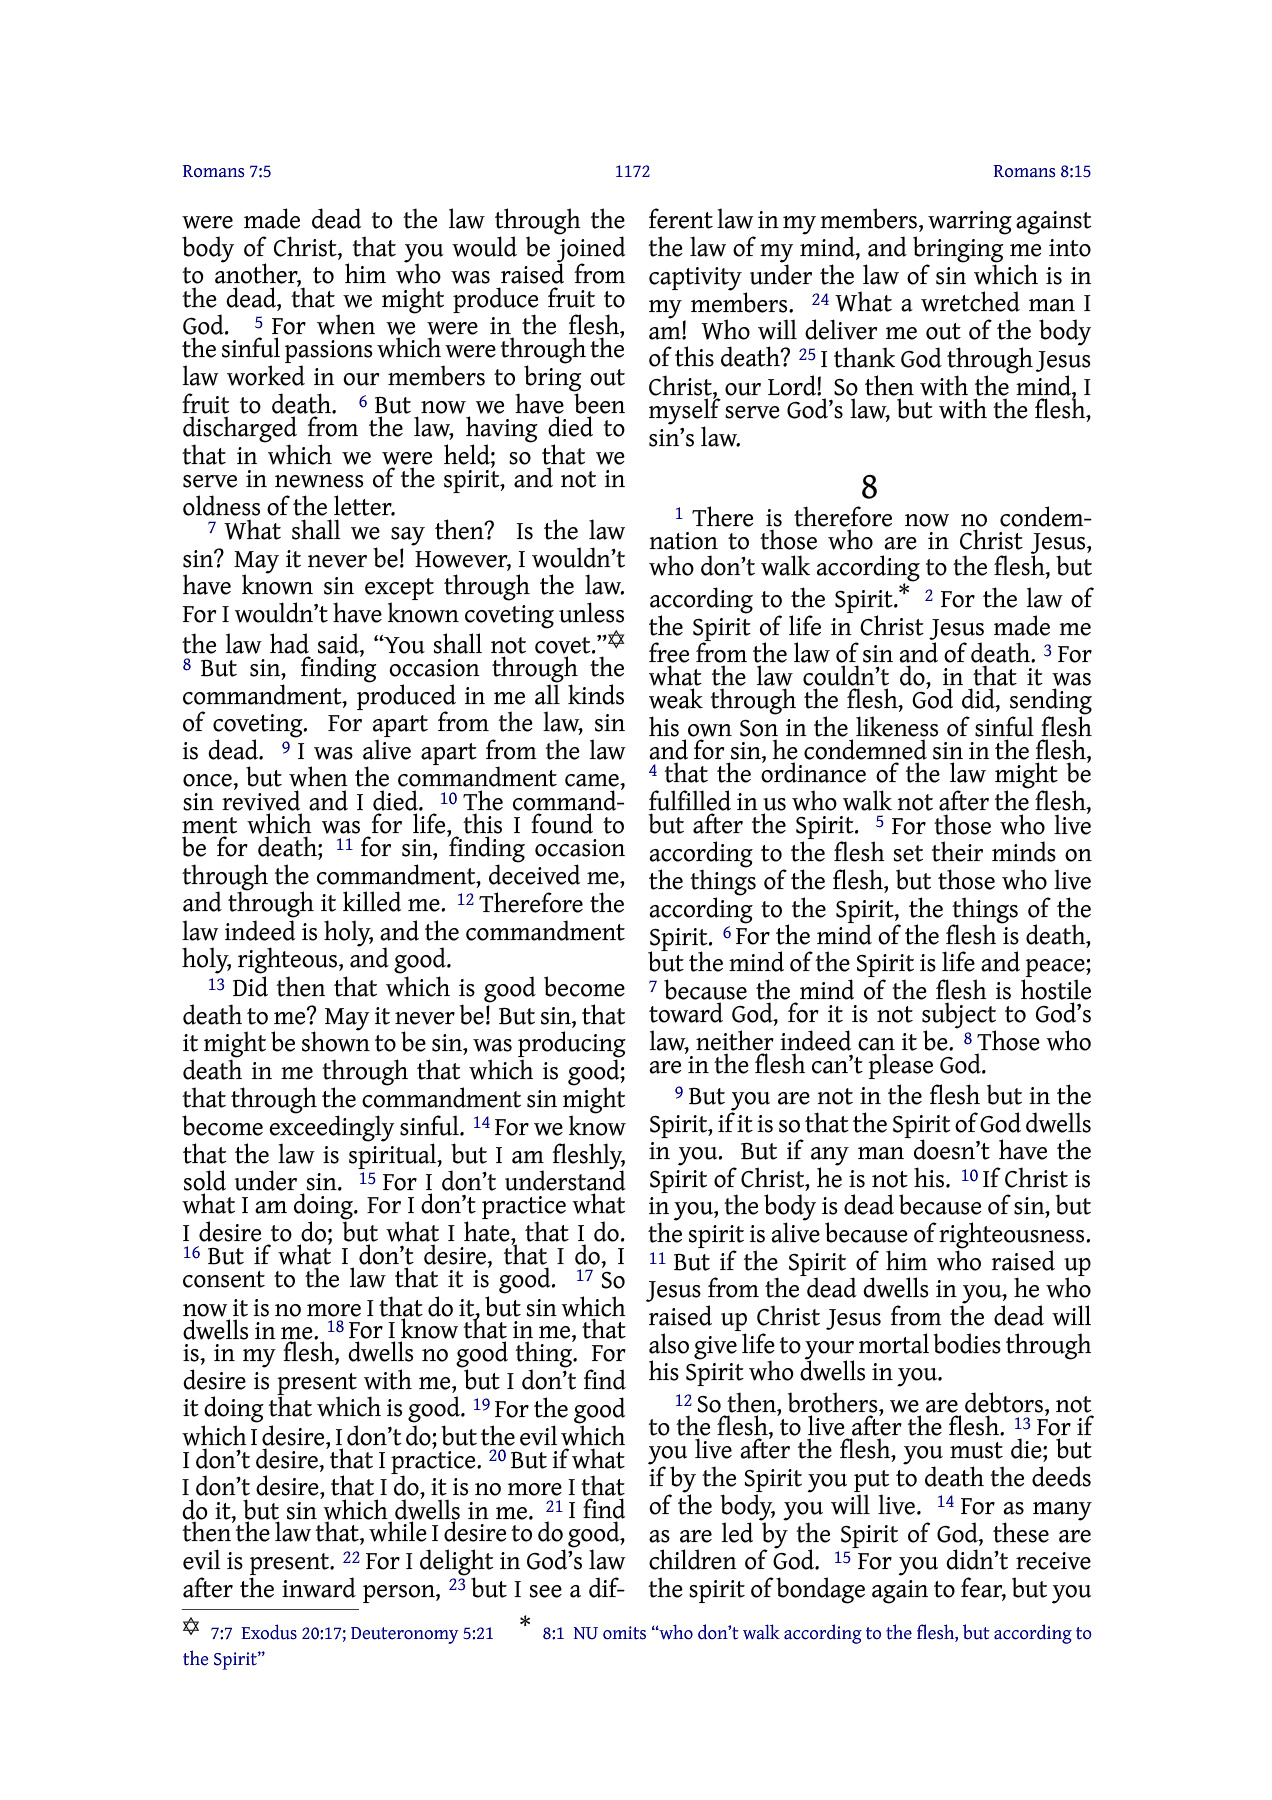 Romans 7:5 1172 Romans 8:15
were made dead to the law through the
body of Christ, that you would be joined
to another, to him who was raised from
the dead, that we might produce fruit to
God. 5 For when we were in the flesh,
the sinful passions which were through the
law worked in our members to bring out
fruit to death. 6 But now we have been
discharged from the law, having died to
that in which we were held; so that we
serve in newness of the spirit, and not in
oldness of the letter.
7 What shall we say then? Is the law
sin? May it never be! However, I wouldn’t
have known sin except through the law.
For I wouldn’t have known coveting unless
the law had said, “You shall not covet.”✡
8 But sin, finding occasion through the
commandment, produced in me all kinds
of coveting. For apart from the law, sin
is dead. 9 I was alive apart from the law
once, but when the commandment came,
sin revived and I died. 10 The command-
ment which was for life, this I found to
be for death; 11 for sin, finding occasion
through the commandment, deceived me,
and through it killed me. 12 Therefore the
law indeed is holy, and the commandment
holy, righteous, and good.
13 Did then that which is good become
death to me? May it never be! But sin, that
it might be shown to be sin, was producing
death in me through that which is good;
that through the commandment sin might
become exceedingly sinful. 14 For we know
that the law is spiritual, but I am fleshly,
sold under sin. 15 For I don’t understand
what I am doing. For I don’t practice what
I desire to do; but what I hate, that I do.
16 But if what I don’t desire, that I do, I
consent to the law that it is good. 17 So
now it is no more I that do it, but sin which
dwells in me. 18 For I know that in me, that
is, in my flesh, dwells no good thing. For
desire is present with me, but I don’t find
it doing that which is good. 19 For the good
which I desire, I don’t do; but the evil which
I don’t desire, that I practice. 20 But if what
I don’t desire, that I do, it is no more I that
do it, but sin which dwells in me. 21 I find
then the law that, while I desire to do good,
evil is present. 22 For I delight in God’s law
after the inward person, 23 but I see a dif-
ferent law in my members, warring against
the law of my mind, and bringing me into
captivity under the law of sin which is in
my members. 24 What a wretched man I
am! Who will deliver me out of the body
of this death? 25 I thank God through Jesus
Christ, our Lord! So then with the mind, I
myself serve God’s law, but with the flesh,
sin’s law.
8
1 There is therefore now no condem-
nation to those who are in Christ Jesus,
who don’t walk according to the flesh, but
according to the Spirit.* 2 For the law of
the Spirit of life in Christ Jesus made me
free from the law of sin and of death. 3 For
what the law couldn’t do, in that it was
weak through the flesh, God did, sending
his own Son in the likeness of sinful flesh
and for sin, he condemned sin in the flesh,
4 that the ordinance of the law might be
fulfilled in us who walk not after the flesh,
but after the Spirit. 5 For those who live
according to the flesh set their minds on
the things of the flesh, but those who live
according to the Spirit, the things of the
Spirit. 6 For the mind of the flesh is death,
but the mind of the Spirit is life and peace;
7 because the mind of the flesh is hostile
toward God, for it is not subject to God’s
law, neither indeed can it be. 8 Those who
are in the flesh can’t please God.
9 But you are not in the flesh but in the
Spirit, if it is so that the Spirit of God dwells
in you. But if any man doesn’t have the
Spirit of Christ, he is not his. 10 If Christ is
in you, the body is dead because of sin, but
the spirit is alive because of righteousness.
11 But if the Spirit of him who raised up
Jesus from the dead dwells in you, he who
raised up Christ Jesus from the dead will
also give life to your mortal bodies through
his Spirit who dwells in you.
12 So then, brothers, we are debtors, not
to the flesh, to live after the flesh. 13 For if
you live after the flesh, you must die; but
if by the Spirit you put to death the deeds
of the body, you will live. 14 For as many
as are led by the Spirit of God, these are
children of God. 15 For you didn’t receive
the spirit of bondage again to fear, but you
✡ 7:7 Exodus 20:17; Deuteronomy 5:21 * 8:1 NU omits “who don’t walk according to the flesh, but according to
the Spirit”